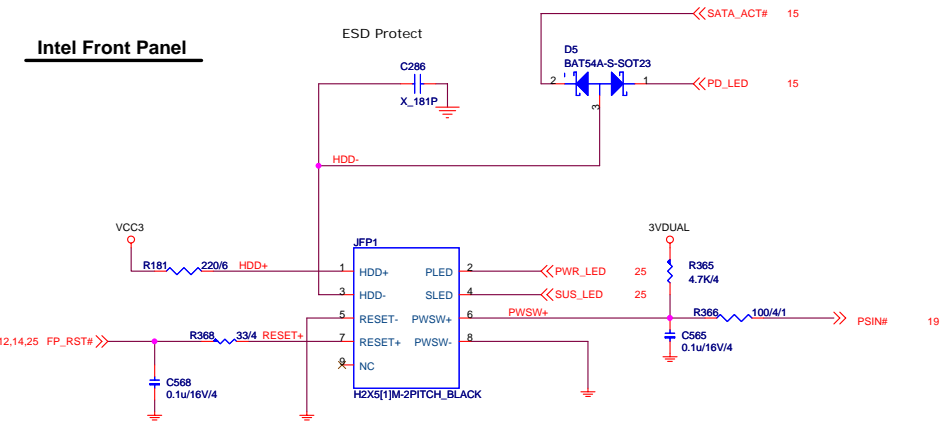 SATA_ACT# 15
Intel Front Panel
ESD Protect
D5
BAT54A-S-SOT23
C286
2 1
PD_LED 15
X_181P
3
HDD-
VCC3
3VDUAL
JFP1
R181 220/6 HDD+
1 HDD+ PLED 2
PWR_LED 25
R365
4.7K/4
3 HDD- SLED 4
SUS_LED 25
5 RESET- PWSW+ 6
PWSW+
R366 100/4/1
PSIN# 19
12,14,25 FP_RST#
R368 33/4 RESET+
7 RESET+ PWSW- 8
C565
0.1u/16V/4
9 NC
C568
0.1u/16V/4
H2X5[1]M-2PITCH_BLACK